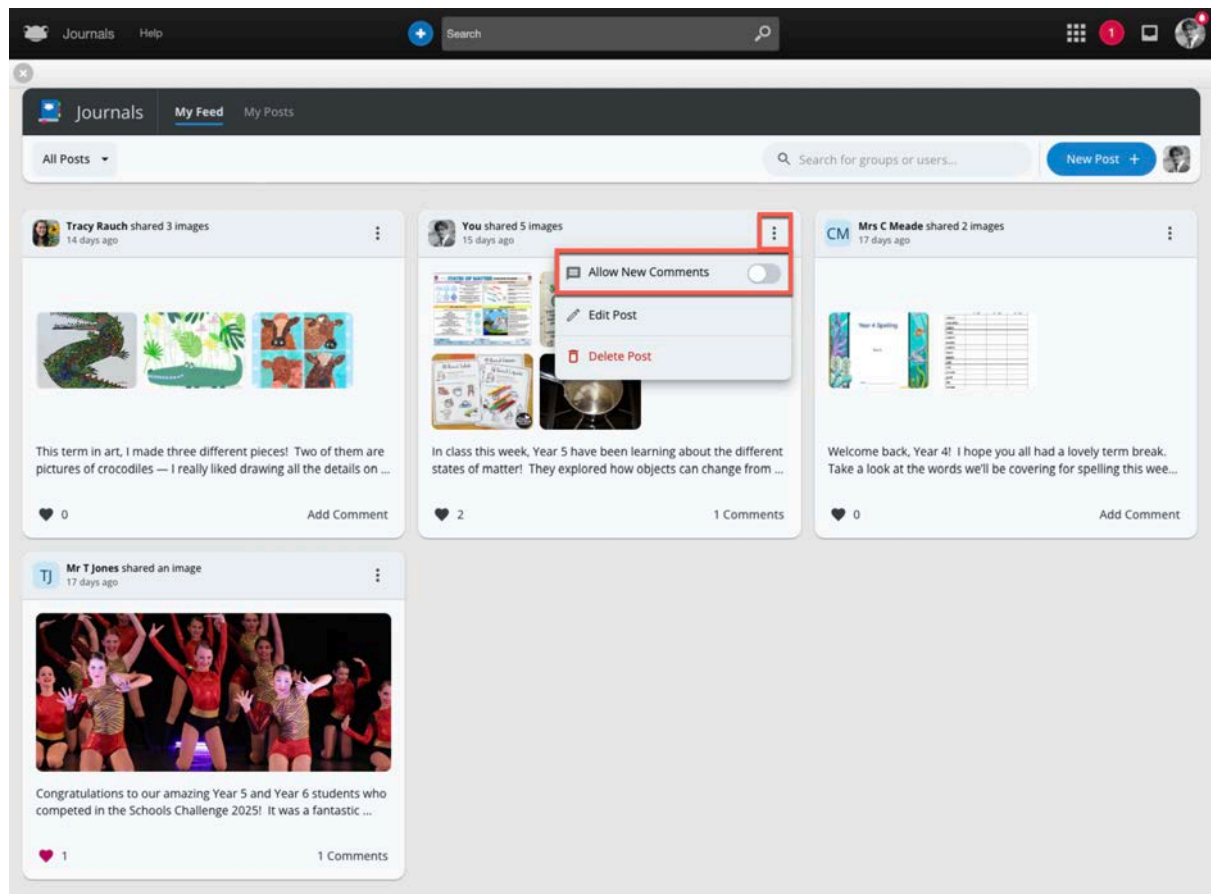 Journals Help
Search
1
Journals My Feed My Posts
All Posts
Search for groups or users...
New Post +
Tracy Rauch shared 3 images
14 days ago
This term in art, I made three different pieces! Two of them are
pictures of crocodiles — I really liked drawing all the details on ...
0 Add Comment
You shared 5 images
15 days ago
Allow New Comments
Edit Post
Delete Post
STATES OF MATTER
In class this week, Year 5 have been learning about the different
states of matter! They explored how objects can change from ...
2 1 Comments
CM Mrs C Meade shared 2 images
17 days ago
Year 4 Spelling
Welcome back, Year 4! I hope you all had a lovely term break.
Take a look at the words we'll be covering for spelling this wee...
0 Add Comment
TJ Mr T Jones shared an image
17 days ago
Congratulations to our amazing Year 5 and Year 6 students who
competed in the Schools Challenge 2025! It was a fantastic ...
1 1 Comments